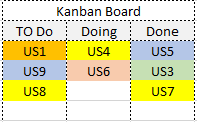 Kanban Board
TO Do Doing Done
US1 US4 US5
US9 US6 US3
US8 US7